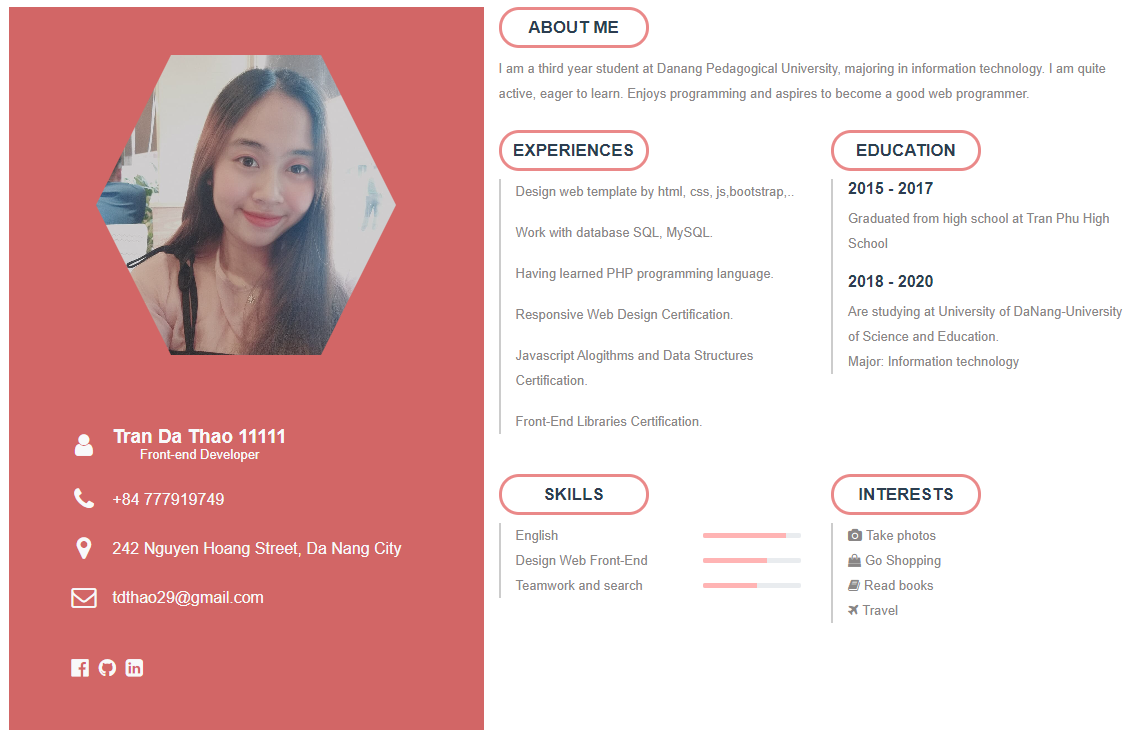 Tran Da Thao 11111
Front-end Developer
+84 777919749
242 Nguyen Hoang Street, Da Nang City
tdthao29@gmail.com
ABOUT ME
I am a third year student at Danang Pedagogical University, majoring in information technology. I am quite
active, eager to learn. Enjoys programming and aspires to become a good web programmer.
EXPERIENCES
Design web template by html, css, js,bootstrap,..
Work with database SQL, MySQL.
Having learned PHP programming language.
Responsive Web Design Certification.
Javascript Alogithms and Data Structures
Certification.
Front-End Libraries Certification.
EDUCATION
2015 - 2017
Graduated from high school at Tran Phu High
School
2018 - 2020
Are studying at University of DaNang-University
of Science and Education.
Major: Information technology
SKILLS
English
Design Web Front-End
Teamwork and search
INTERESTS
Take photos
Go Shopping
Read books
Travel